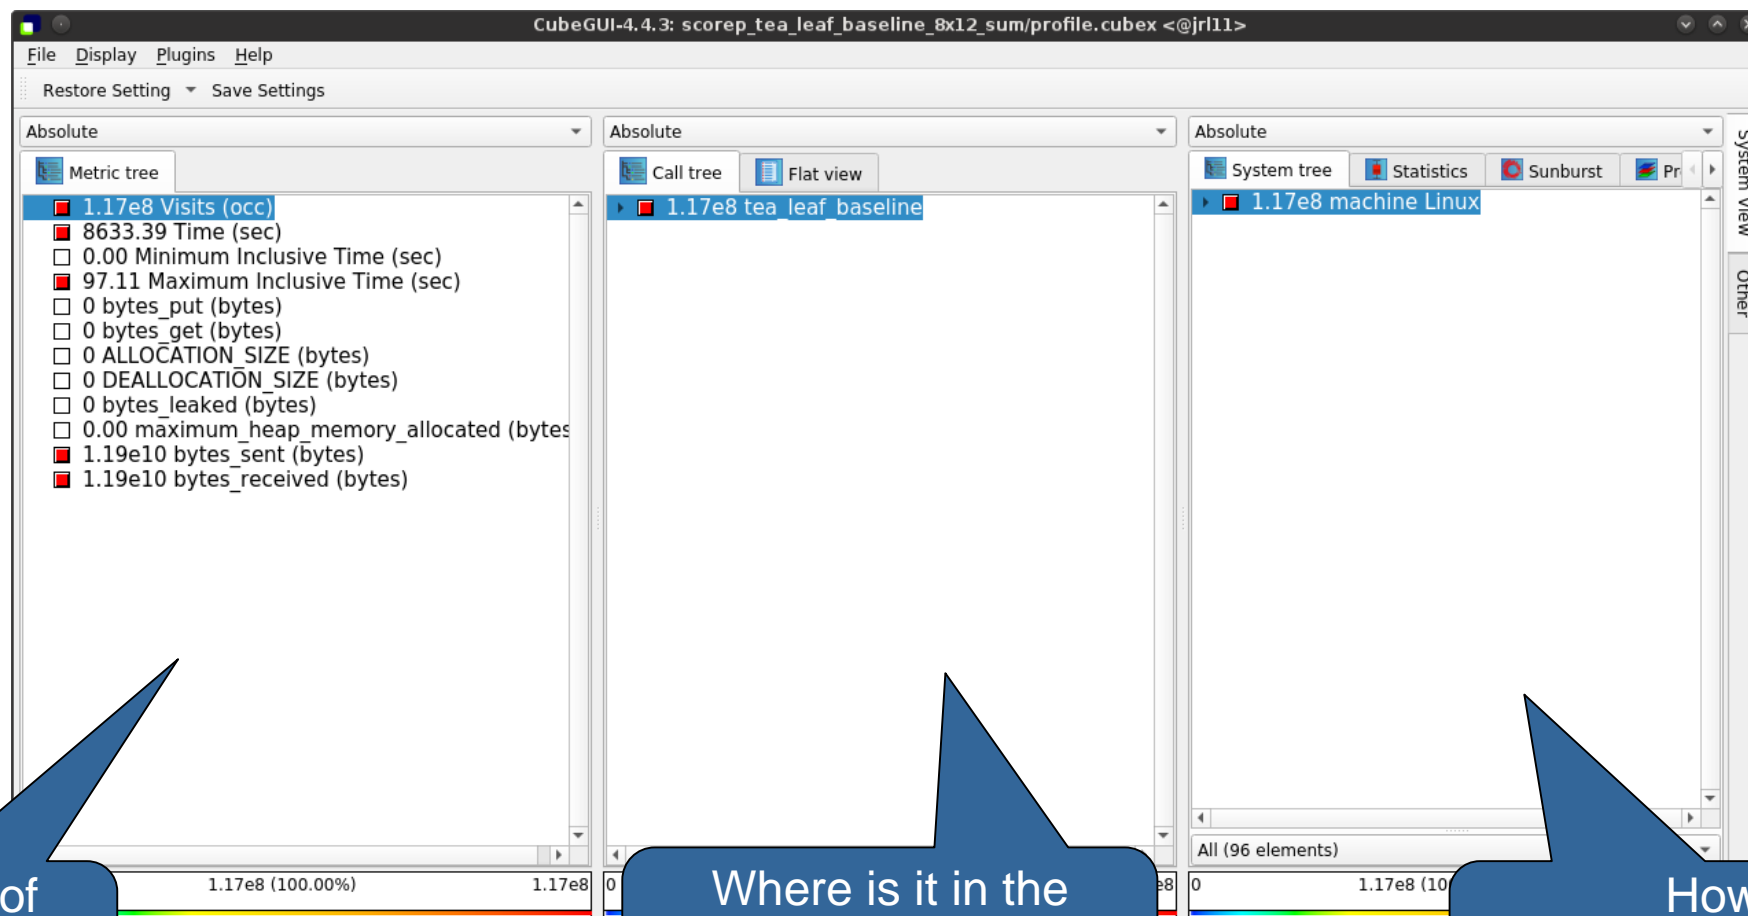 CubeGUI-4.4.3: scorep_tea_leaf_baseline_8x12_sum/profile.cubex <@jrl11>
File Display Plugins Help
Restore Setting Save Settings
Absolute
Metric tree
1.17e8 Visits (occ)
8633.39 Time (sec)
0.00 Minimum Inclusive Time (sec)
97.11 Maximum Inclusive Time (sec)
0 bytes_put (bytes)
0 bytes_get (bytes)
0 ALLOCATION_SIZE (bytes)
0 DEALLOCATION_SIZE (bytes)
0 bytes_leaked (bytes)
0.00 maximum_heap_memory_allocated (bytes
1.19e10 bytes_sent (bytes)
1.19e10 bytes_received (bytes)
1.17e8 (100.00%) 1.17e8
of
Absolute
Call tree Flat view
1.17e8 tea_leaf_baseline
0 e8
Where is it in the
Absolute
System tree Statistics Sunburst Pr
1.17e8 machine Linux
All (96 elements)
0 1.17e8 (10
How
System View
Other